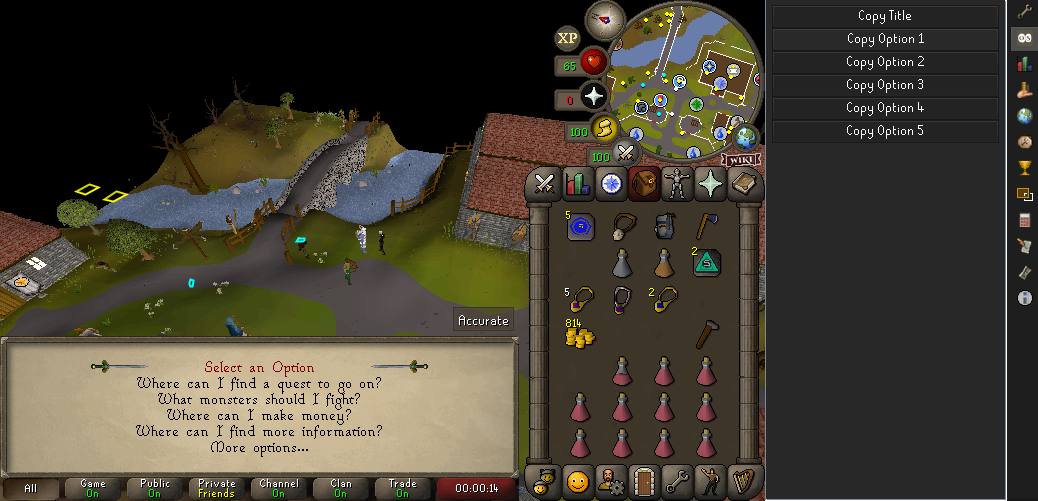 XP
65
0
100
100
WIKI
Copy Title
Copy Option 1
Copy Option 2
Copy Option 3
Copy Option 4
Copy Option 5
5
2
5
2
814
Accurate
Select an Option
Where can I find a quest to go on?
What monsters should I fight?
Where can I make money?
Where can I find more information?
More options...
All
Game
On
Public
On
Private
Friends
Channel
On
Clan
On
Trade
On
00:00:14